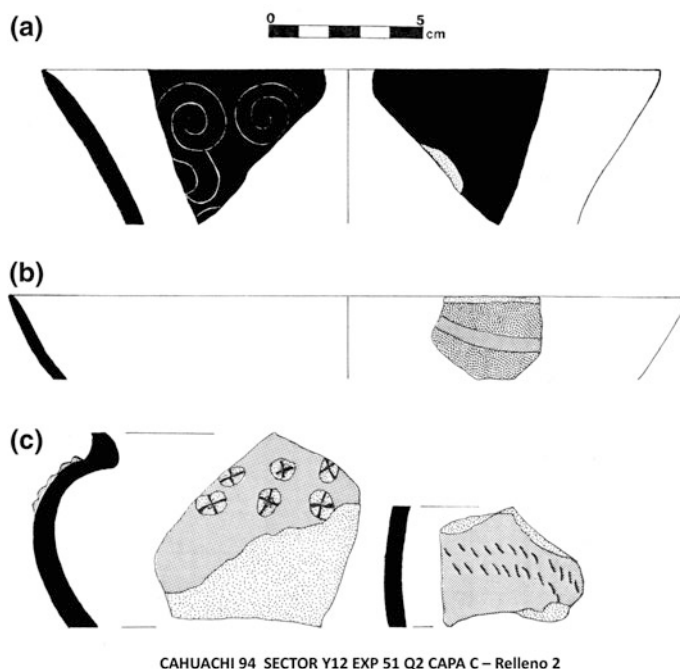 (a)
0 5
cm
(b)
(c)
CAHUACHI 94 SECTOR Y12 EXP 51 Q2 CAPA C – Relleno 2